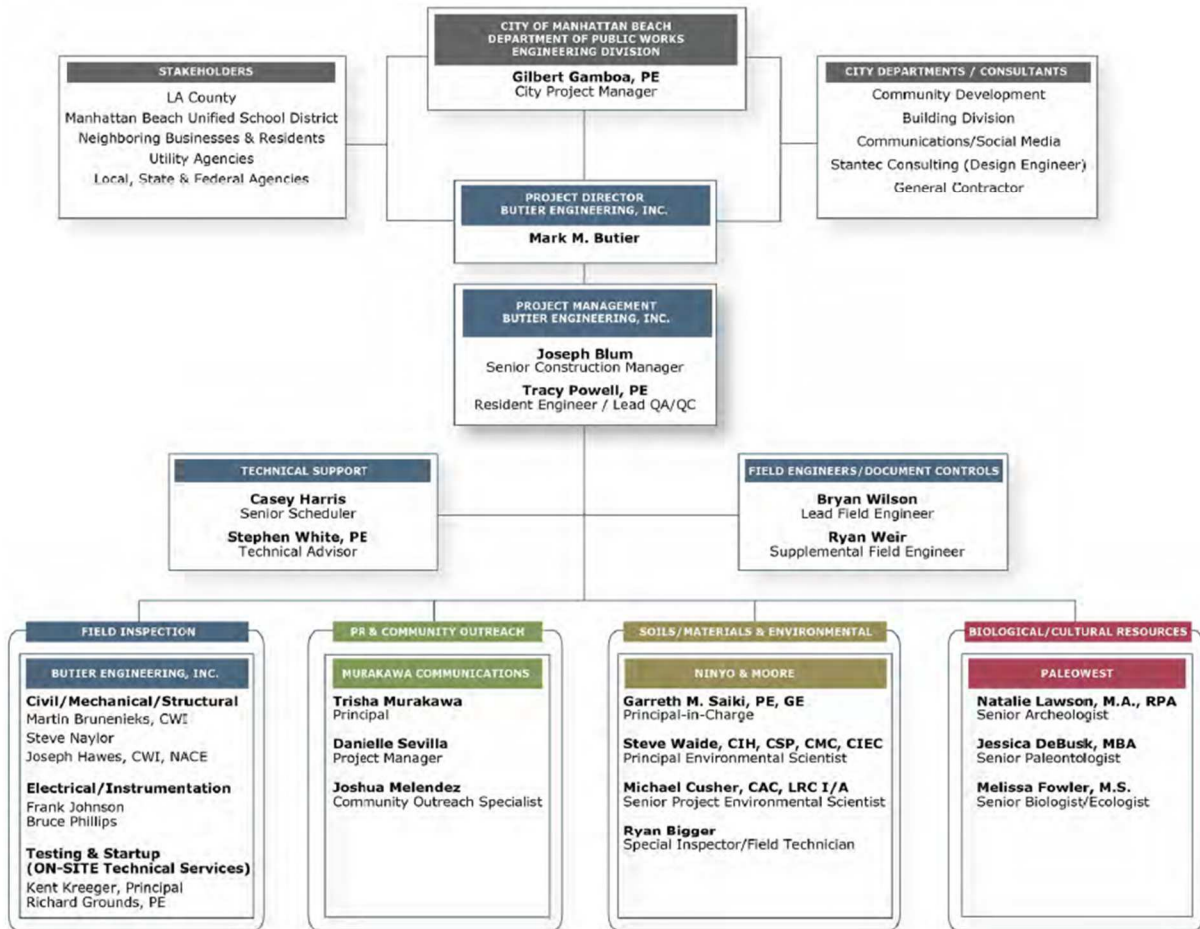 CITY OF MANHATTAN BEACH
DEPARTMENT OF PUBLIC WORKS
ENGINEERING DIVISION
Gilbert Gamboa, PE
City Project Manager
STAKEHOLDERS
LA County
Manhattan Beach Unified School District
Neighboring Businesses & Residents
Utility Agencies
Local, State & Federal Agencies
CITY DEPARTMENTS / CONSULTANTS
Community Development
Building Division
Communications/Social Media
Stantec Consulting (Design Engineer)
General Contractor
PROJECT DIRECTOR
BUTIER ENGINEERING, INC.
Mark M. Butier
PROJECT MANAGEMENT
BUTIER ENGINEERING, INC.
Joseph Blum
Senior Construction Manager
Tracy Powell, PE
Resident Engineer / Lead QA/QC
TECHNICAL SUPPORT
Casey Harris
Senior Scheduler
Stephen White, PE
Technical Advisor
FIELD ENGINEERS/DOCUMENT CONTROLS
Bryan Wilson
Lead Field Engineer
Ryan Weir
Supplemental Field Engineer
FIELD INSPECTION
BUTIER ENGINEERING, INC.
Civil/Mechanical/Structural
Martin Brunenieks, CWI
Steve Naylor
Joseph Hawes, CWI, NACE
Electrical/Instrumentation
Frank Johnson
Bruce Phillips
Testing & Startup
(ON-SITE Technical Services)
Kent Kreeger, Principal
Richard Grounds, PE
PR & COMMUNITY OUTREACH
MURAKAWA COMMUNICATIONS
Trisha Murakawa
Principal
Danielle Sevilla
Project Manager
Joshua Melendez
Community Outreach Specialist
SOILS/MATERIALS & ENVIRONMENTAL
NINYO & MOORE
Garreth M. Saiki, PE, GE
Principal-in-Charge
Steve Waide, CIH, CSP, CMC, CIEC
Principal Environmental Scientist
Michael Cusher, CAC, LRC I/A
Senior Project Environmental Scientist
Ryan Bigger
Special Inspector/Field Technician
BIOLOGICAL/CULTURAL RESOURCES
PALEOWEST
Natalie Lawson, M.A., RPA
Senior Archeologist
Jessica DeBusk, MBA
Senior Paleontologist
Melissa Fowler, M.S.
Senior Biologist/Ecologist